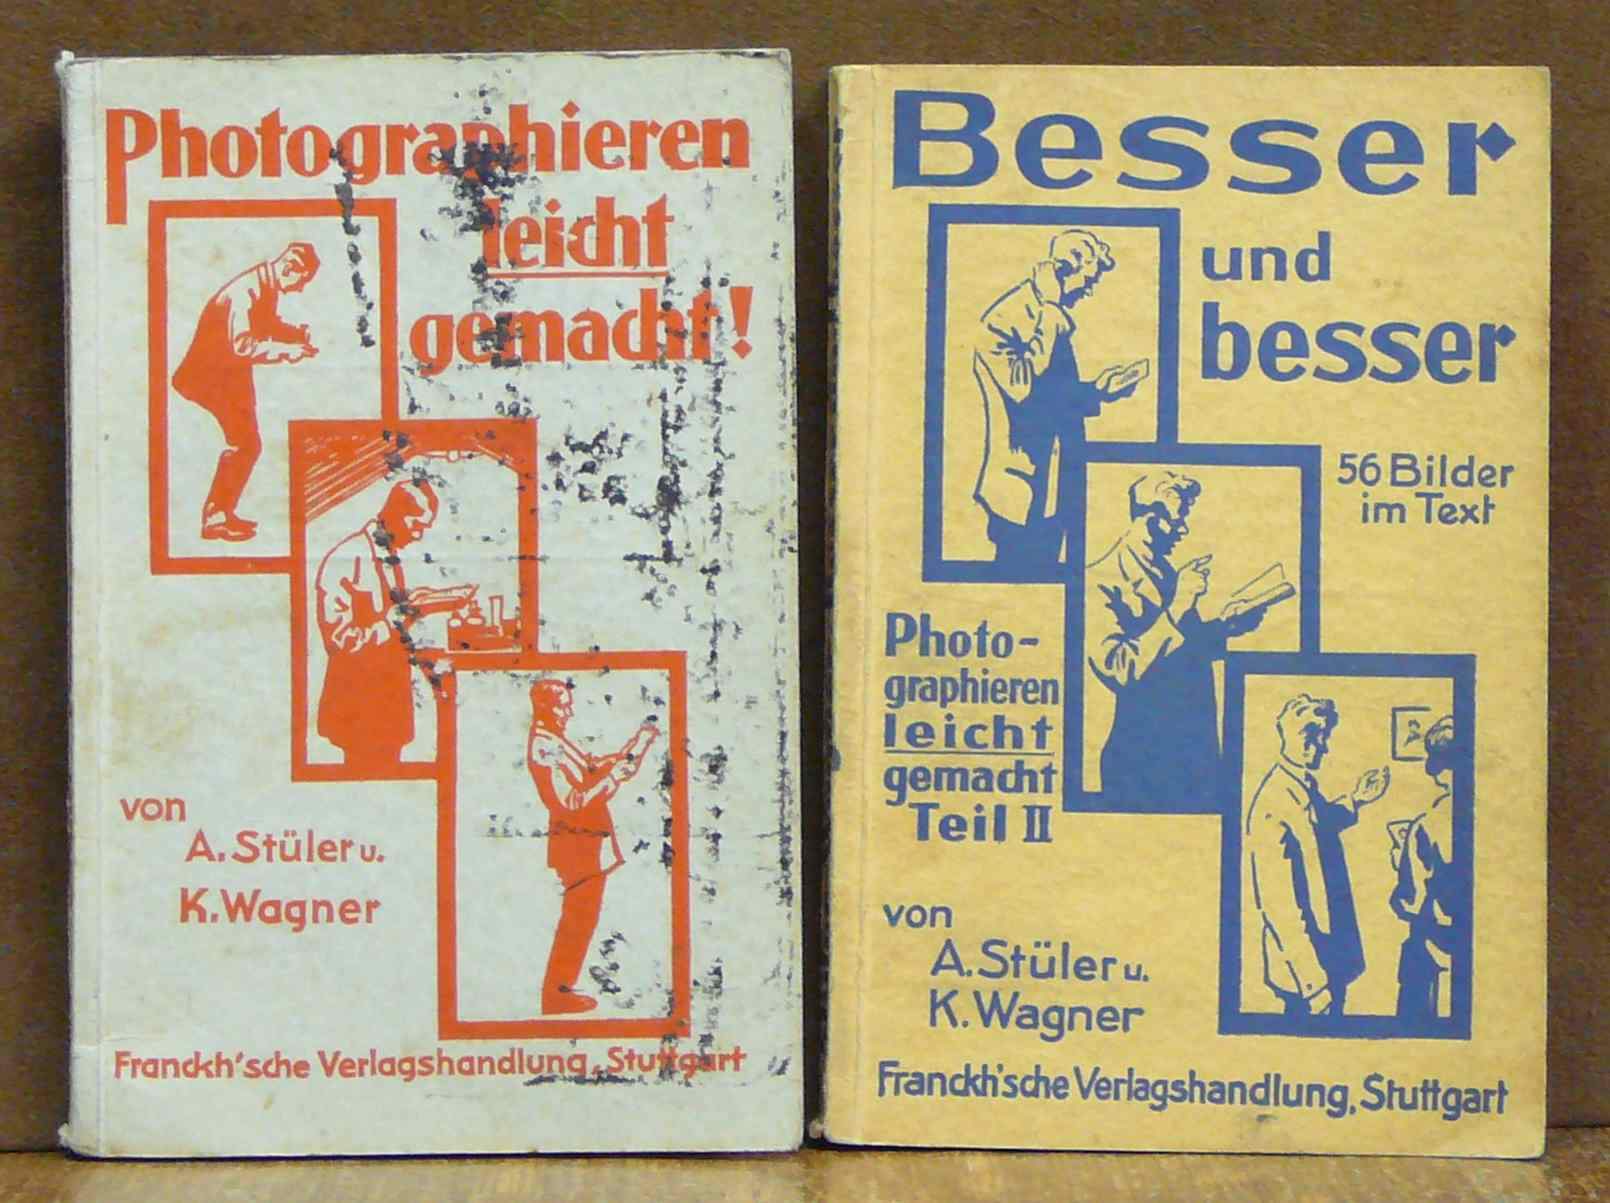 Photographieren
leicht
gemacht!
von
A. Stüler u.
K. Wagner
Franckh'sche Verlagshandlung, Stuttgart
Besser
und
besser
56 Bilder
im Text
Photo-
graphieren
leicht
gemacht
Teil II
von
A. Stüler u.
K. Wagner
Franckh'sche Verlagshandlung, Stuttgart